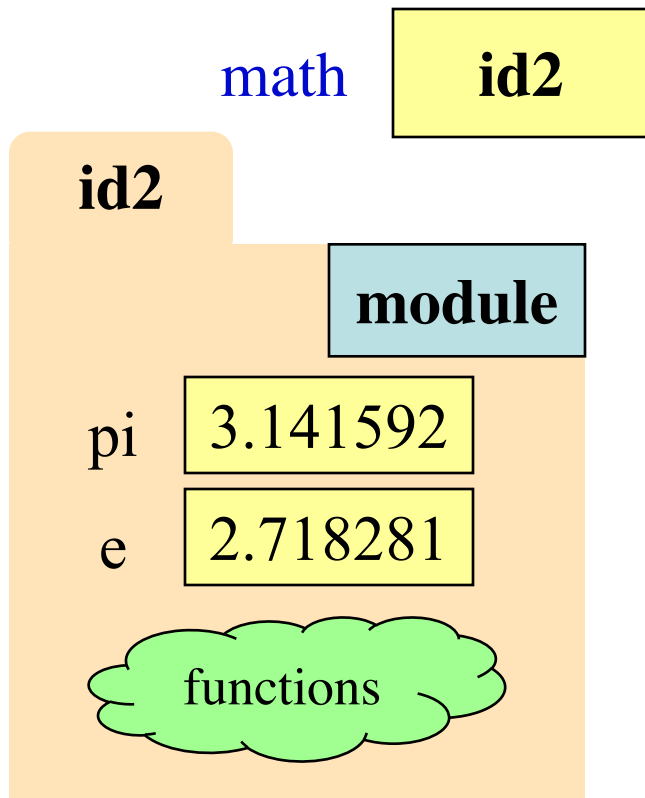 math id2
id2
module
pi 3.141592
e 2.718281
functions